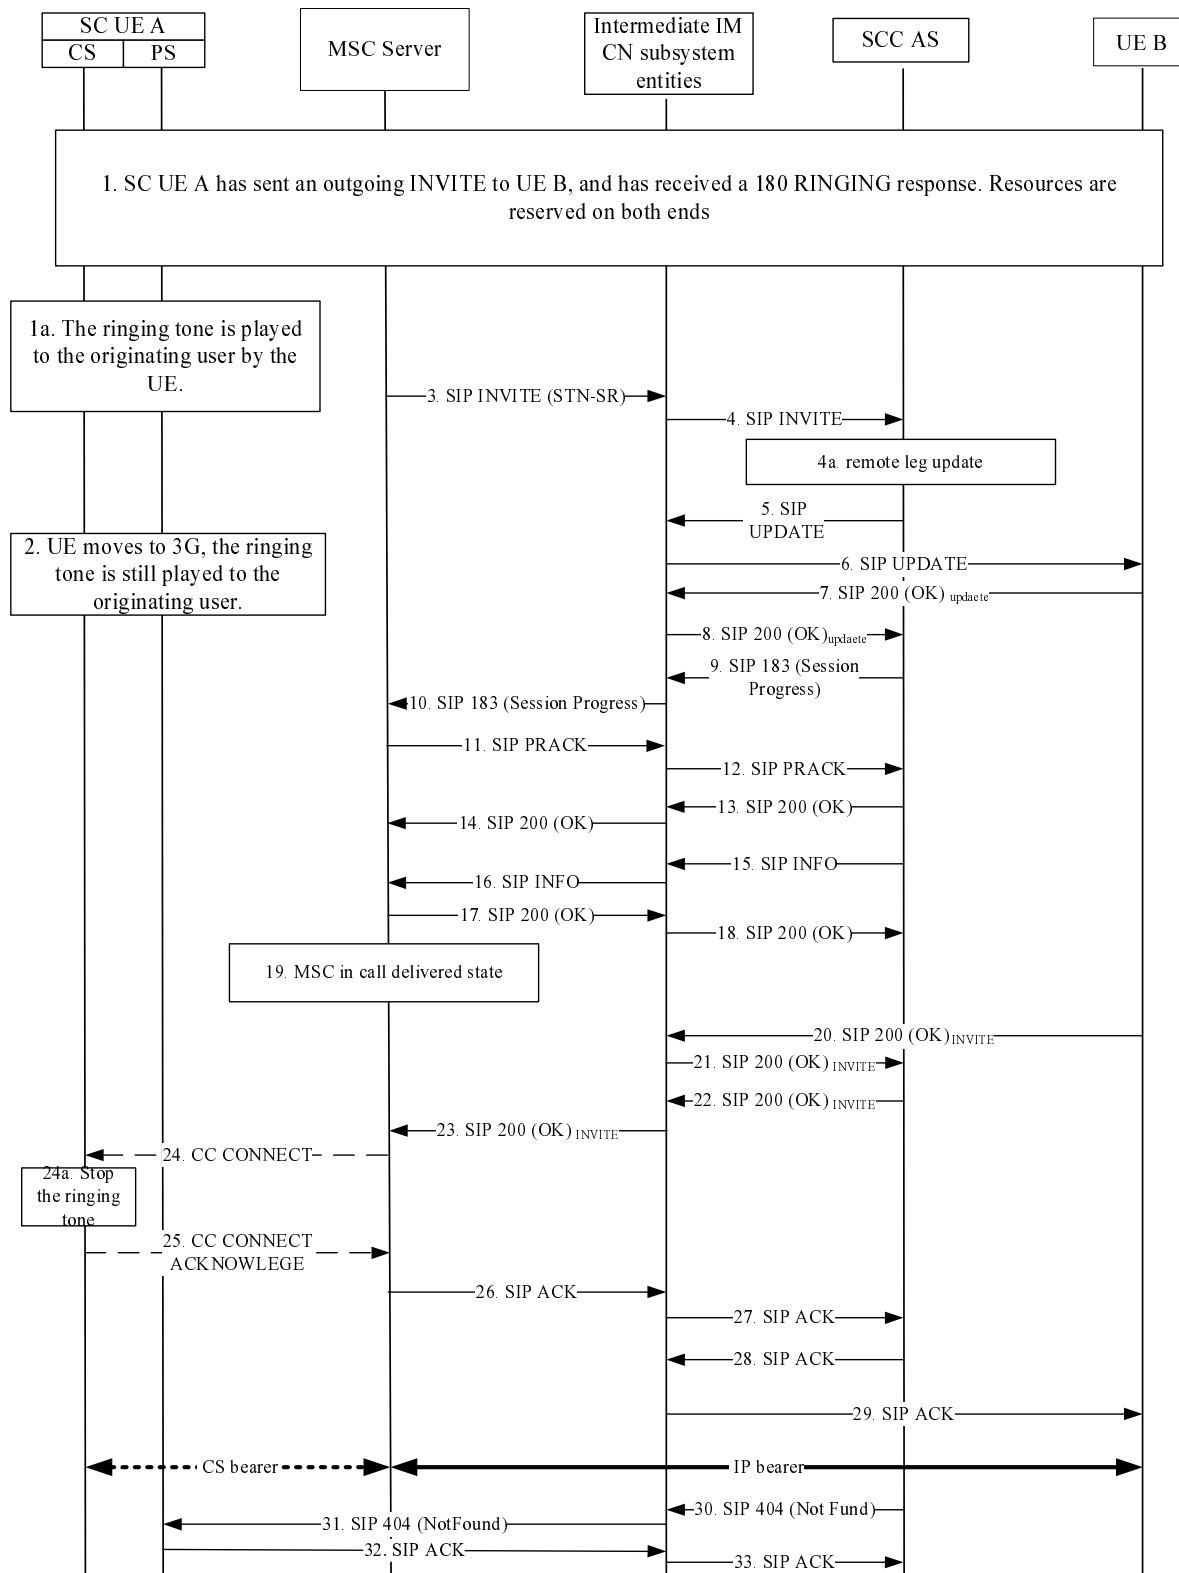 SC UE A
CS
PS
MSC Server
Intermediate IM
CN subsystem
entities
SCC AS
UE B
1. SC UE A has sent an outgoing INVITE to UE B, and has received a 180 RINGING response. Resources are
reserved on both ends
1a. The ringing tone is played
to the originating user by the
UE.
3. SIP INVITE (STN-SR)
4. SIP INVITE
4a. remote leg update
5. SIP
UPDATE
2. UE moves to 3G, the ringing
tone is still played to the
originating user.
6. SIP UPDATE
7. SIP 200 (OK) updaete
8. SIP 200 (OK)updaete
9. SIP 183 (Session
Progress)
10. SIP 183 (Session Progress)
11. SIP PRACK
12. SIP PRACK
13. SIP 200 (OK)
14. SIP 200 (OK)
15. SIP INFO
16. SIP INFO
17. SIP 200 (OK)
18. SIP 200 (OK)
19. MSC in call delivered state
20. SIP 200 (OK)INVITE
21. SIP 200 (OK) INVITE
22. SIP 200 (OK) INVITE
23. SIP 200 (OK) INVITE
24. CC CONNECT
24a. Stop
the ringing
tone
25. CC CONNECT
ACKNOWLEGE
26. SIP ACK
27. SIP ACK
28. SIP ACK
29. SIP ACK
CS bearer
IP bearer
30. SIP 404 (Not Fund)
31. SIP 404 (NotFound)
32. SIP ACK
33. SIP ACK